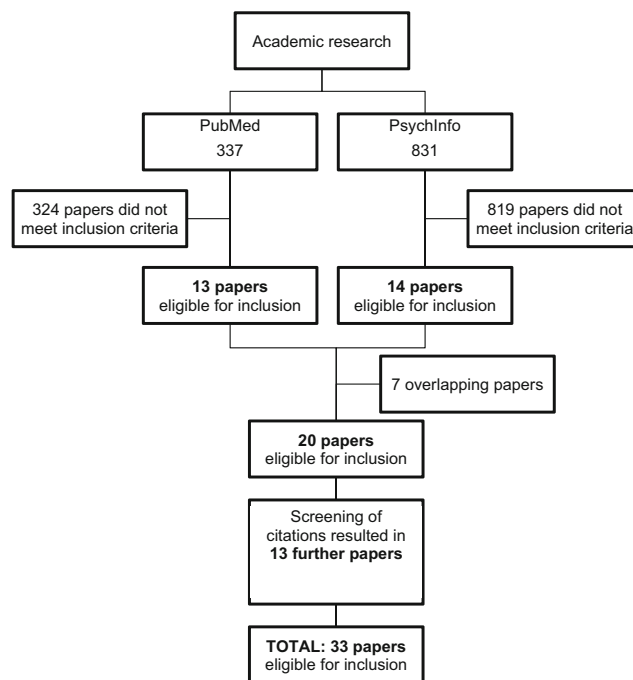 Academic research
PubMed
337
PsychInfo
831
324 papers did not
meet inclusion criteria
819 papers did not
meet inclusion criteria
13 papers
eligible for inclusion
14 papers
eligible for inclusion
7 overlapping papers
20 papers
eligible for inclusion
Screening of
citations resulted in
13 further papers
TOTAL: 33 papers
eligible for inclusion